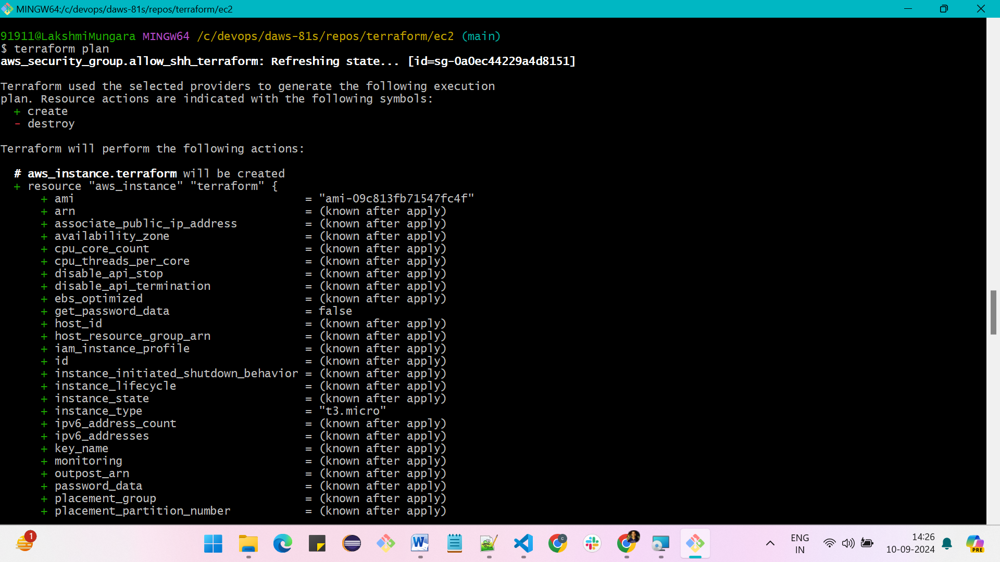 MINGW64:/c/devops/daws-81s/repos/terraform/ec2
91911@LakshmiMungara MINGW64 /c/devops/daws-81s/repos/terraform/ec2 (main)
$ terraform plan
aws_security_group.allow_shh_terraform: Refreshing state... [id=sg-0a0ec44229a4d8151]
Terraform used the selected providers to generate the following execution
plan. Resource actions are indicated with the following symbols:
+ create
- destroy
Terraform will perform the following actions:
# aws_instance.terraform will be created
+ resource "aws_instance" "terraform" {
+ ami = "ami-09c813fb71547fc4f"
+ arn = (known after apply)
+ associate_public_ip_address = (known after apply)
+ availability_zone = (known after apply)
+ cpu_core_count = (known after apply)
+ cpu_threads_per_core = (known after apply)
+ disable_api_stop = (known after apply)
+ disable_api_termination = (known after apply)
+ ebs_optimized = (known after apply)
+ get_password_data = false
+ host_id = (known after apply)
+ host_resource_group_arn = (known after apply)
+ iam_instance_profile = (known after apply)
+ id = (known after apply)
+ instance_initiated_shutdown_behavior = (known after apply)
+ instance_lifecycle = (known after apply)
+ instance_state = (known after apply)
+ instance_type = "t3.micro"
+ ipv6_address_count = (known after apply)
+ ipv6_addresses = (known after apply)
+ key_name = (known after apply)
+ monitoring = (known after apply)
+ outpost_arn = (known after apply)
+ password_data = (known after apply)
+ placement_group = (known after apply)
+ placement_partition_number = (known after apply)
1
W
C
ENG
IN
14:26
10-09-2024
PRE